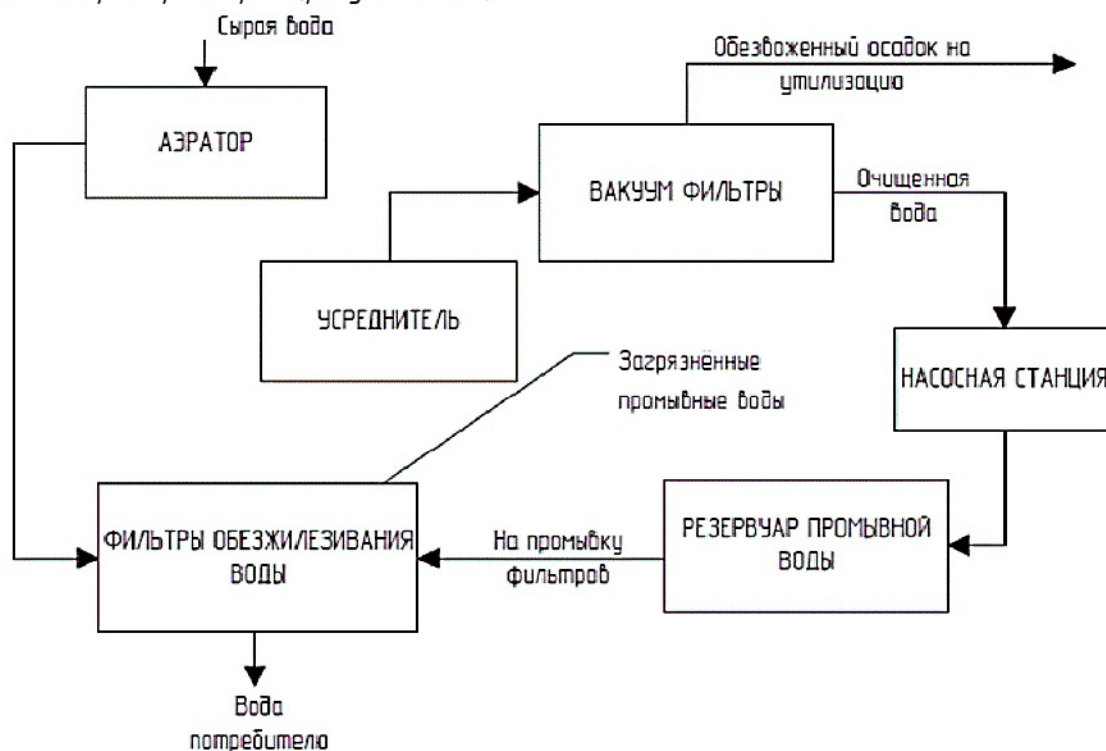 Сырая вода
Обезвоженный осадок на
утилизацию
АЭРАТОР
ВАКУУМ ФИЛЬТРЫ
Очищенная
вода
УСРЕДНИТЕЛЬ
Загрязнённые
промывные воды
НАСОСНАЯ СТАНЦИЯ
ФИЛЬТРЫ ОБЕЗЖИЛЕЗИВАНИЯ
ВОДЫ
На промывку
фильтров
РЕЗЕРВУАР ПРОМЫВНОЙ
ВОДЫ
Вода
потребителю